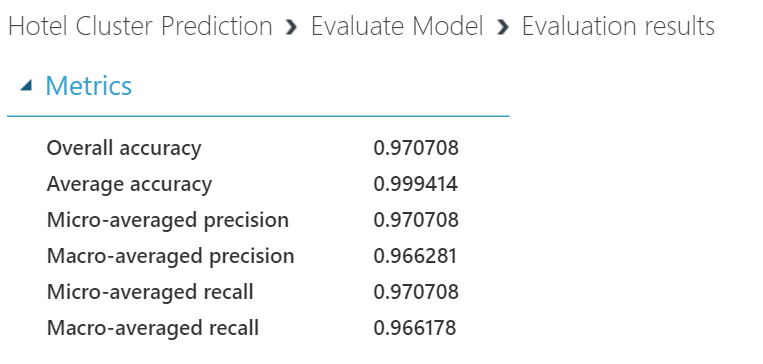 Hotel Cluster Prediction › Evaluate Model › Evaluation results
Metrics
Overall accuracy 0.970708
Average accuracy 0.999414
Micro-averaged precision 0.970708
Macro-averaged precision 0.966281
Micro-averaged recall 0.970708
Macro-averaged recall 0.966178